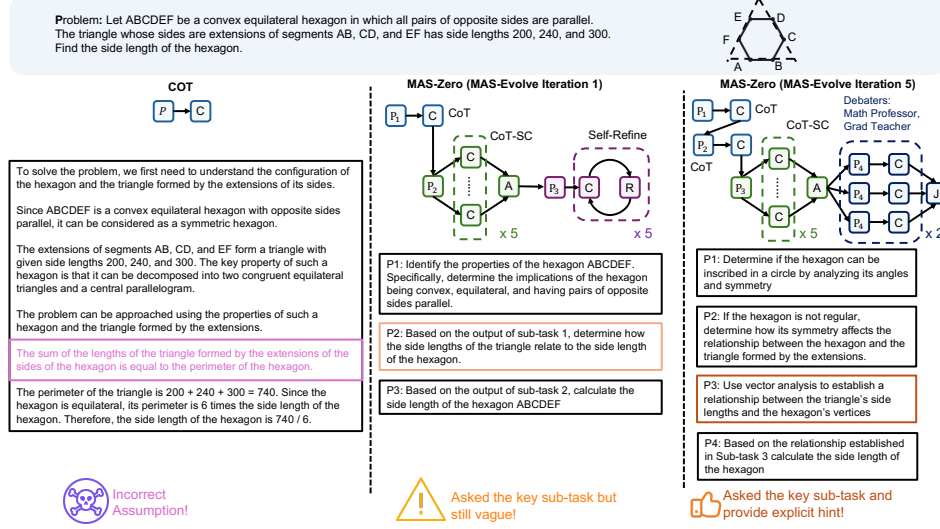 Problem: Let ABCDEF be a convex equilateral hexagon in which all pairs of opposite sides are parallel.
The triangle whose sides are extensions of segments AB, CD, and EF has side lengths 200, 240, and 300.
Find the side length of the hexagon.
E
D
F
C
A
B
COT
P
C
To solve the problem, we first need to understand the configuration of
the hexagon and the triangle formed by the extensions of its sides.
Since ABCDEF is a convex equilateral hexagon with opposite sides
parallel, it can be considered as a symmetric hexagon.
The extensions of segments AB, CD, and EF form a triangle with
given side lengths 200, 240, and 300. The key property of such a
hexagon is that it can be decomposed into two congruent equilateral
triangles and a central parallelogram.
The problem can be approached using the properties of such a
hexagon and the triangle formed by the extensions.
The sum of the lengths of the triangle formed by the extensions of the
sides of the hexagon is equal to the perimeter of the hexagon.
The perimeter of the triangle is 200 + 240 + 300 = 740. Since the
hexagon is equilateral, its perimeter is 6 times the side length of the
hexagon. Therefore, the side length of the hexagon is 740 / 6.
Incorrect
Assumption!
MAS-Zero (MAS-Evolve Iteration 1)
P1
C
CoT
CoT-SC
Self-Refine
C
P2
A
P3
C
R
C
x 5
x 5
P1: Identify the properties of the hexagon ABCDEF.
Specifically, determine the implications of the hexagon
being convex, equilateral, and having pairs of opposite
sides parallel.
P2: Based on the output of sub-task 1, determine how
the side lengths of the triangle relate to the side length
of the hexagon.
P3: Based on the output of sub-task 2, calculate the
side length of the hexagon ABCDEF
Asked the key sub-task but
still vague!
MAS-Zero (MAS-Evolve Iteration 5)
P1
C
CoT
Debaters:
Math Professor,
Grad Teacher
CoT-SC
P2
C
CoT
C
P4
C
P3
A
P4
C
J
C
P4
C
x 5
x 2
P1: Determine if the hexagon can be
inscribed in a circle by analyzing its angles
and symmetry
P2: If the hexagon is not regular,
determine how its symmetry affects the
relationship between the hexagon and the
triangle formed by the extensions.
P3: Use vector analysis to establish a
relationship between the triangle's side
lengths and the hexagon's vertices
P4: Based on the relationship established
in Sub-task 3 calculate the side length of
the hexagon
Asked the key sub-task and
provide explicit hint!